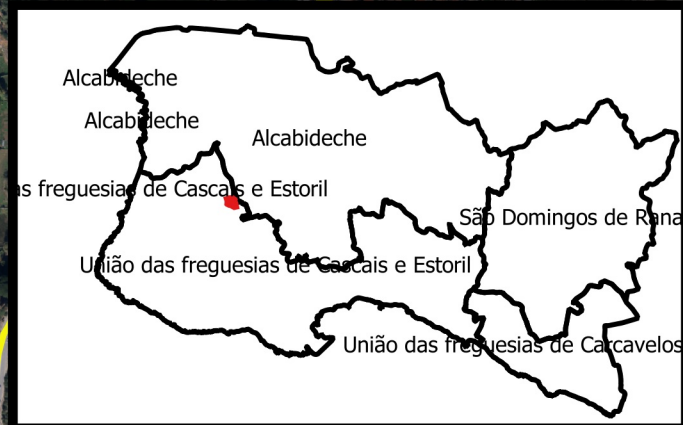 Alcabideche
Alcabideche
Alcabideche
as freguesias de Cascais e Estoril
São Domingos de Rana
União das freguesias de Cascais e Estoril
União das freguesias de Carcavelos